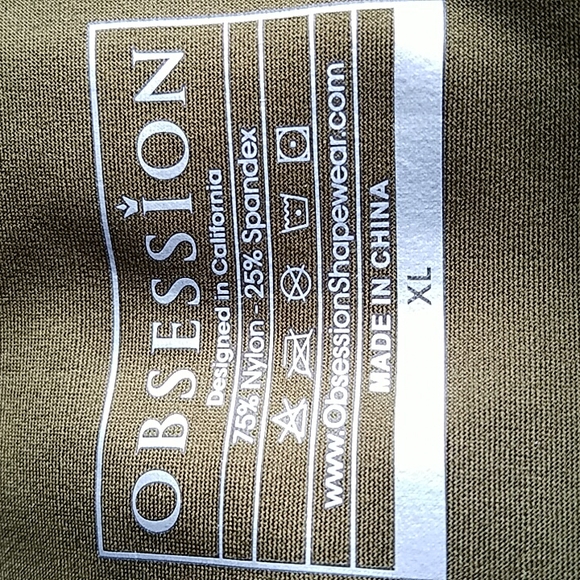 OBSESSION
Designed in California
75% Nylon - 25% Spandex
www.ObsessionShapewear.com
MADE IN CHINA
XL